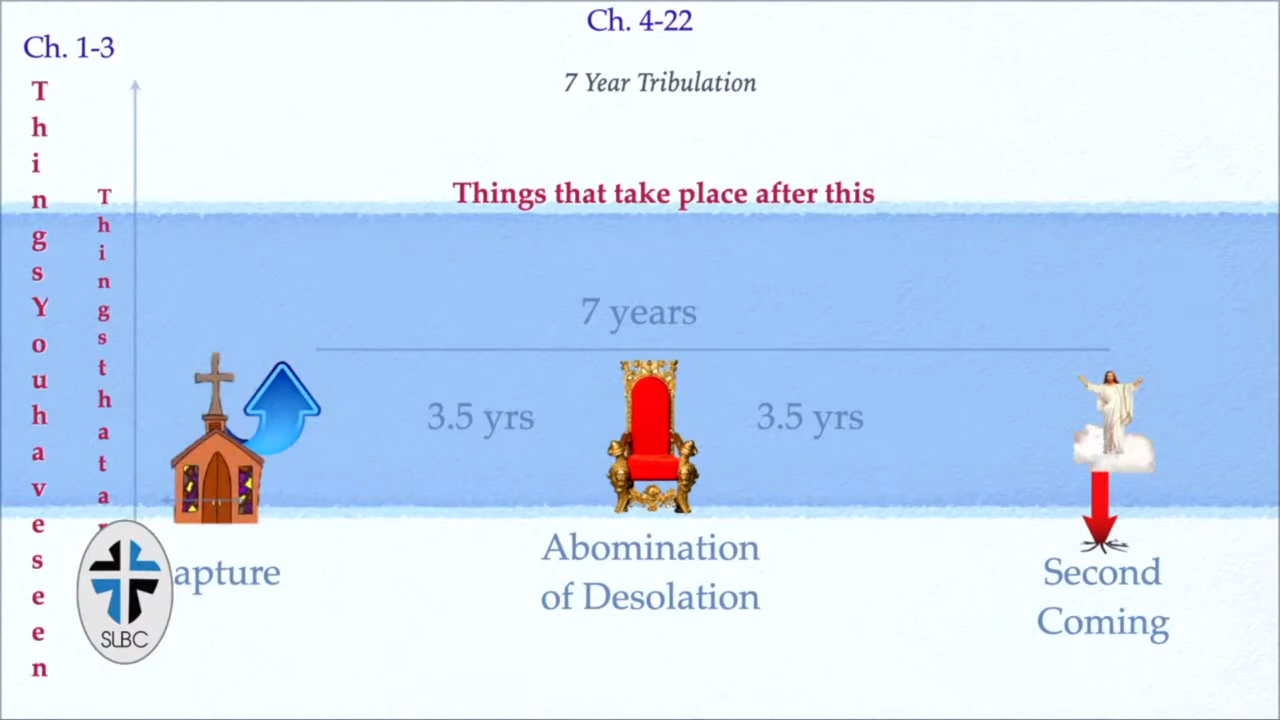 Ch. 4-22
Ch. 1-3
7 Year Tribulation
Things You have seen
Things that a
Things that take place after this
7 years
3.5 yrs
3.5 yrs
apture
Abomination
of Desolation
Second
Coming
SLBC